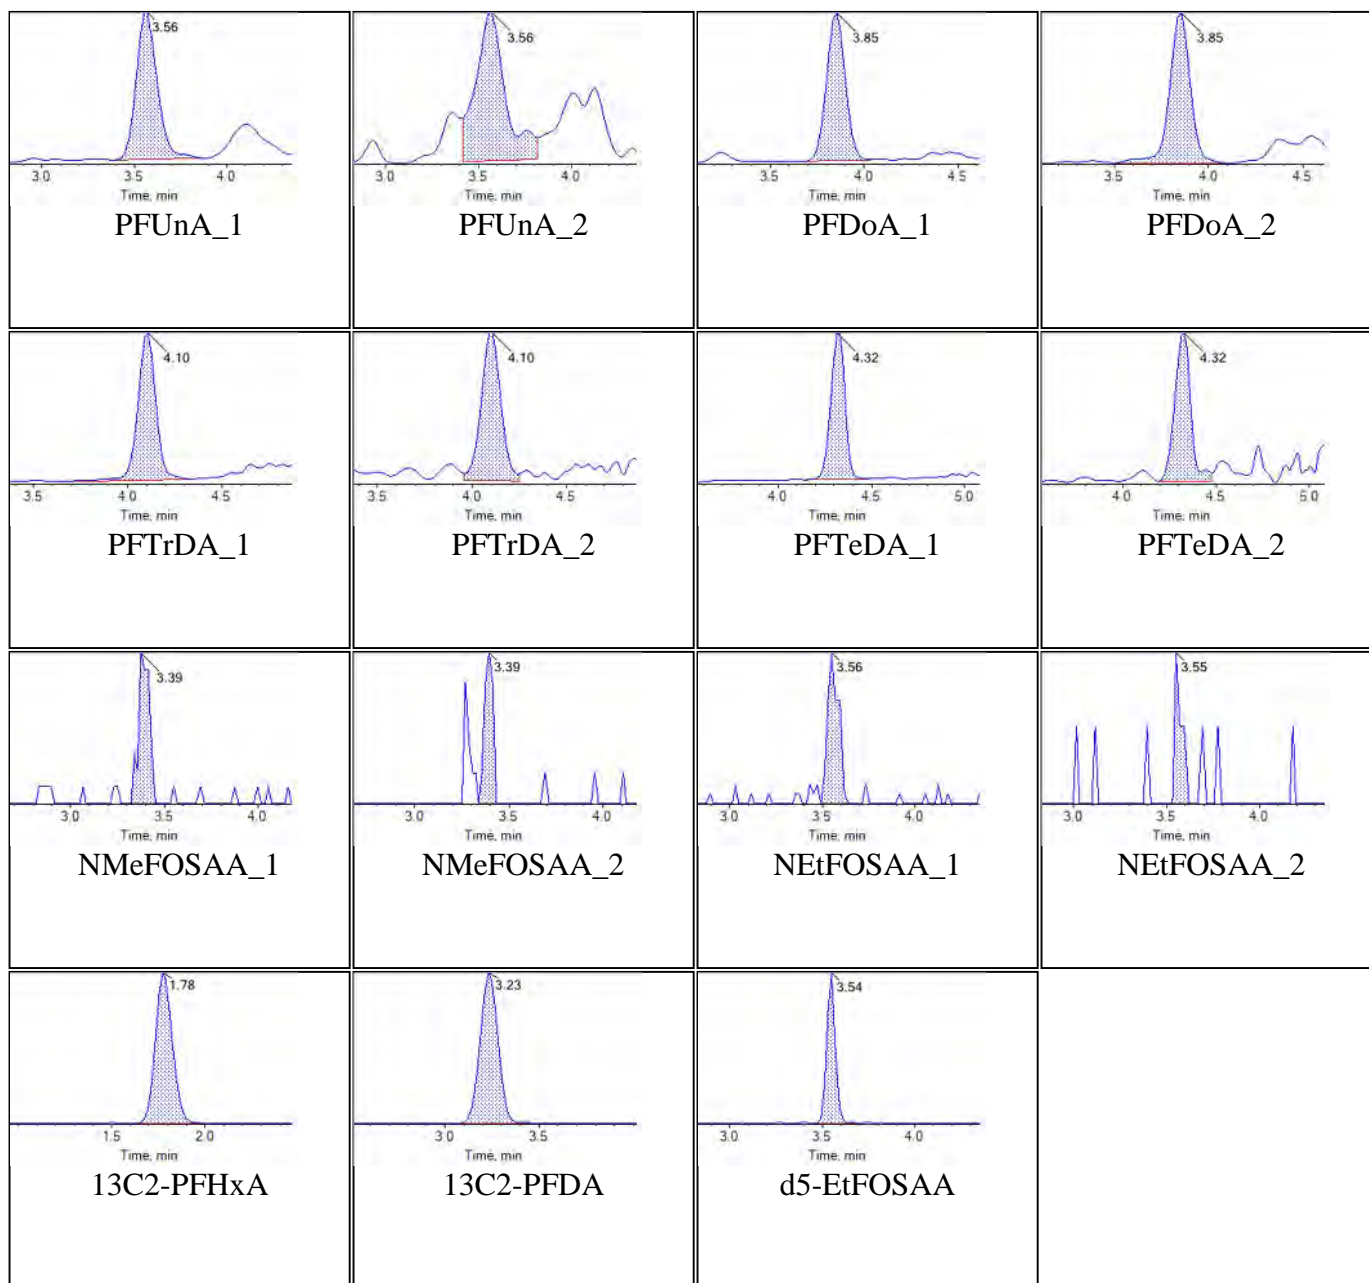 3.56
3.0 3.5 4.0
Time, min
PFUnA_1
3.56
3.0 3.5 4.0
Time, min
PFUnA_2
3.85
3.5 4.0 4.5
Time, min
PFDoA_1
3.85
3.5 4.0 4.5
Time, min
PFDoA_2
4.10
3.5 4.0 4.5
Time, min
PFTrDA_1
4.10
3.5 4.0 4.5
Time, min
PFTrDA_2
4.32
4.0 4.5 5.0
Time, min
PFTeDA_1
4.32
4.0 4.5 5.0
Time, min
PFTeDA_2
3.39
3.0 3.5 4.0
Time, min
NMeFOSAA_1
3.39
3.0 3.5 4.0
Time, min
NMeFOSAA_2
3.56
3.0 3.5 4.0
Time, min
NEtFOSAA_1
3.55
3.0 3.5 4.0
Time, min
NEtFOSAA_2
1.78
1.5 2.0
Time, min
13C2-PFHxA
3.23
3.0 3.5
Time, min
13C2-PFDA
3.54
3.0 3.5 4.0
Time, min
d5-EtFOSAA